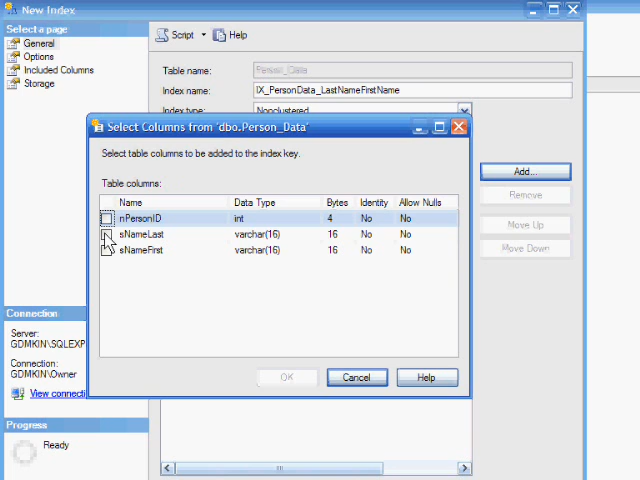 New Index
Select a page
General
Options
Included Columns
Storage
Script
Help
Table name:
Person_Data
Index name:
IX_PersonData_LastNameFirstName
Index type:
Nonclustered
Select Columns from 'dbo.Person_Data'
Select table columns to be added to the index key.
Table columns:
Name Data Type Bytes Identity Allow Nulls
nPersonID int 4 No No
sNameLast varchar(16) 16 No No
sNameFirst varchar(16) 16 No No
OK
Cancel
Help
Add...
Remove
Move Up
Move Down
Connection
Server:
GDMKIN\SQLEXP
Connection:
GDMKIN\Owner
View connecti
Progress
Ready